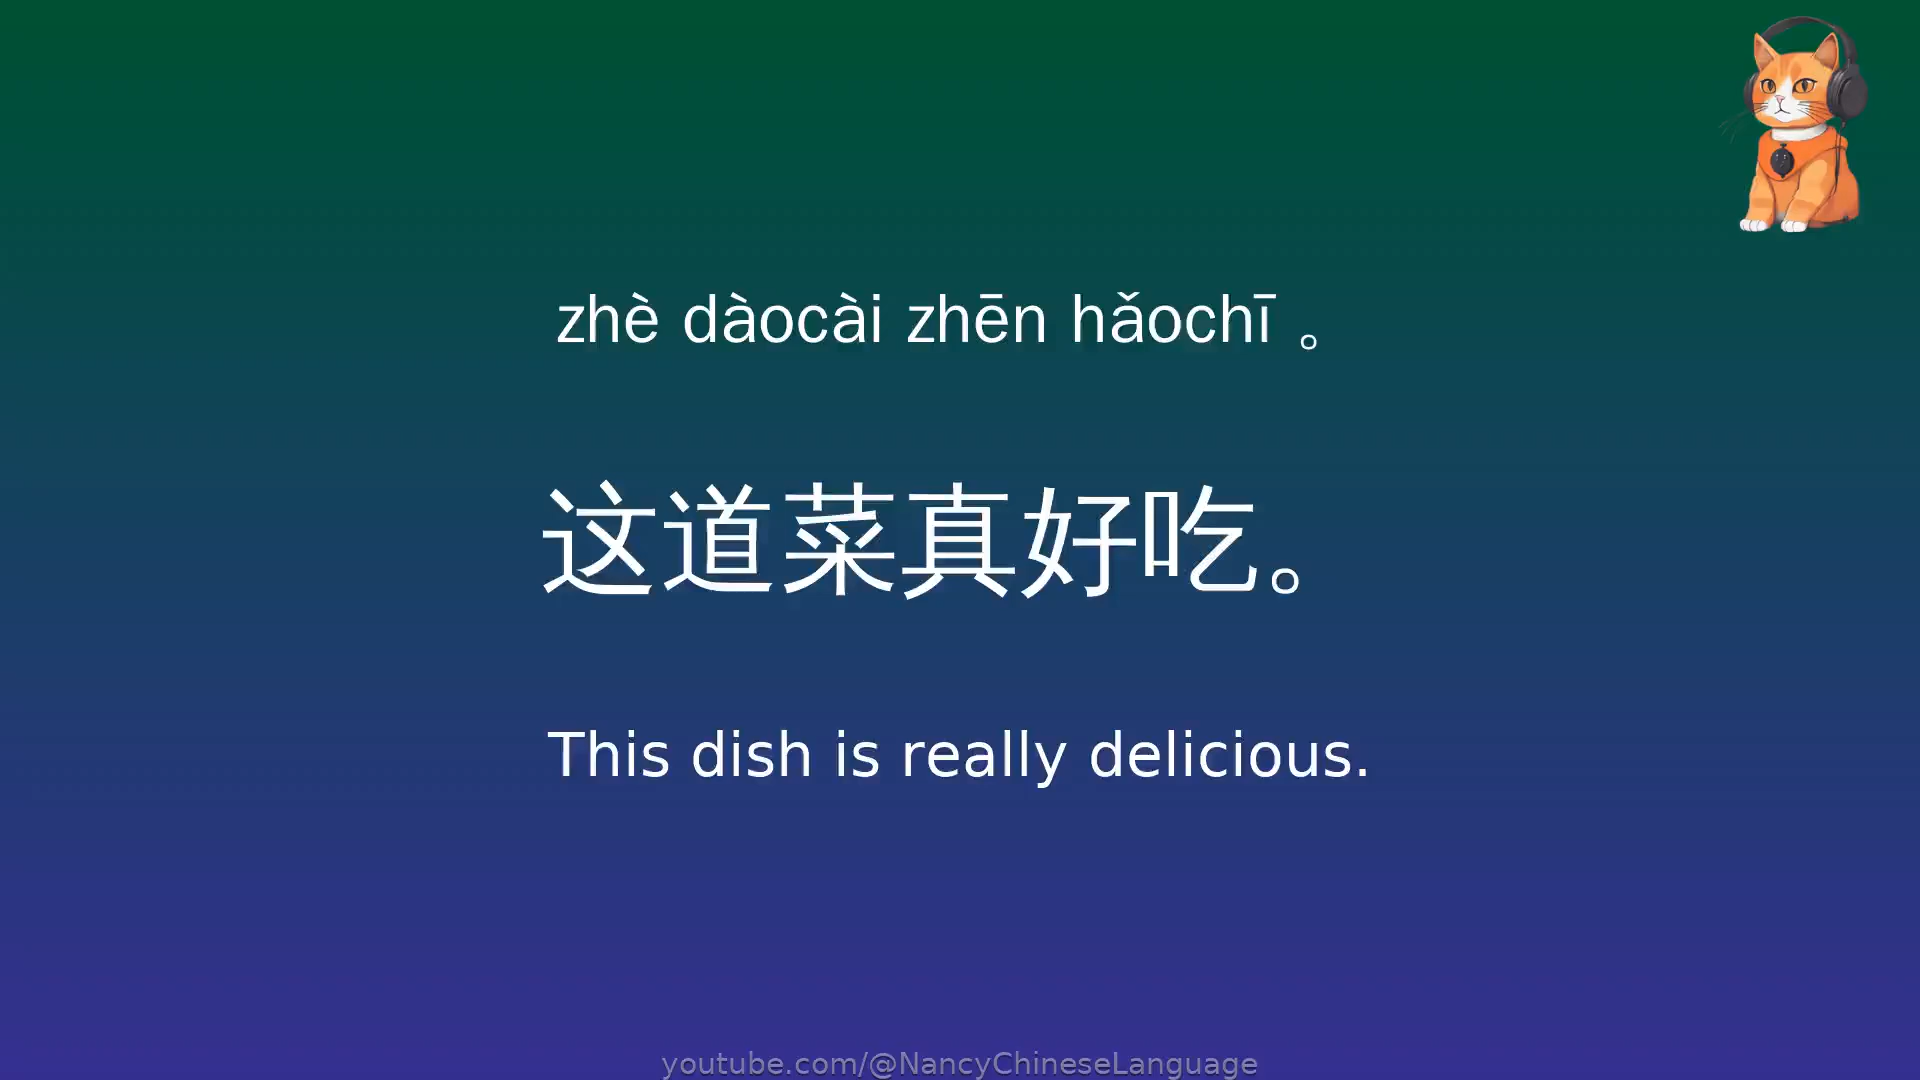 zhè dàocài zhēn hǎochī 。
这道菜真好吃。
This dish is really delicious.
youtube.com/@NancyChineseLanguage